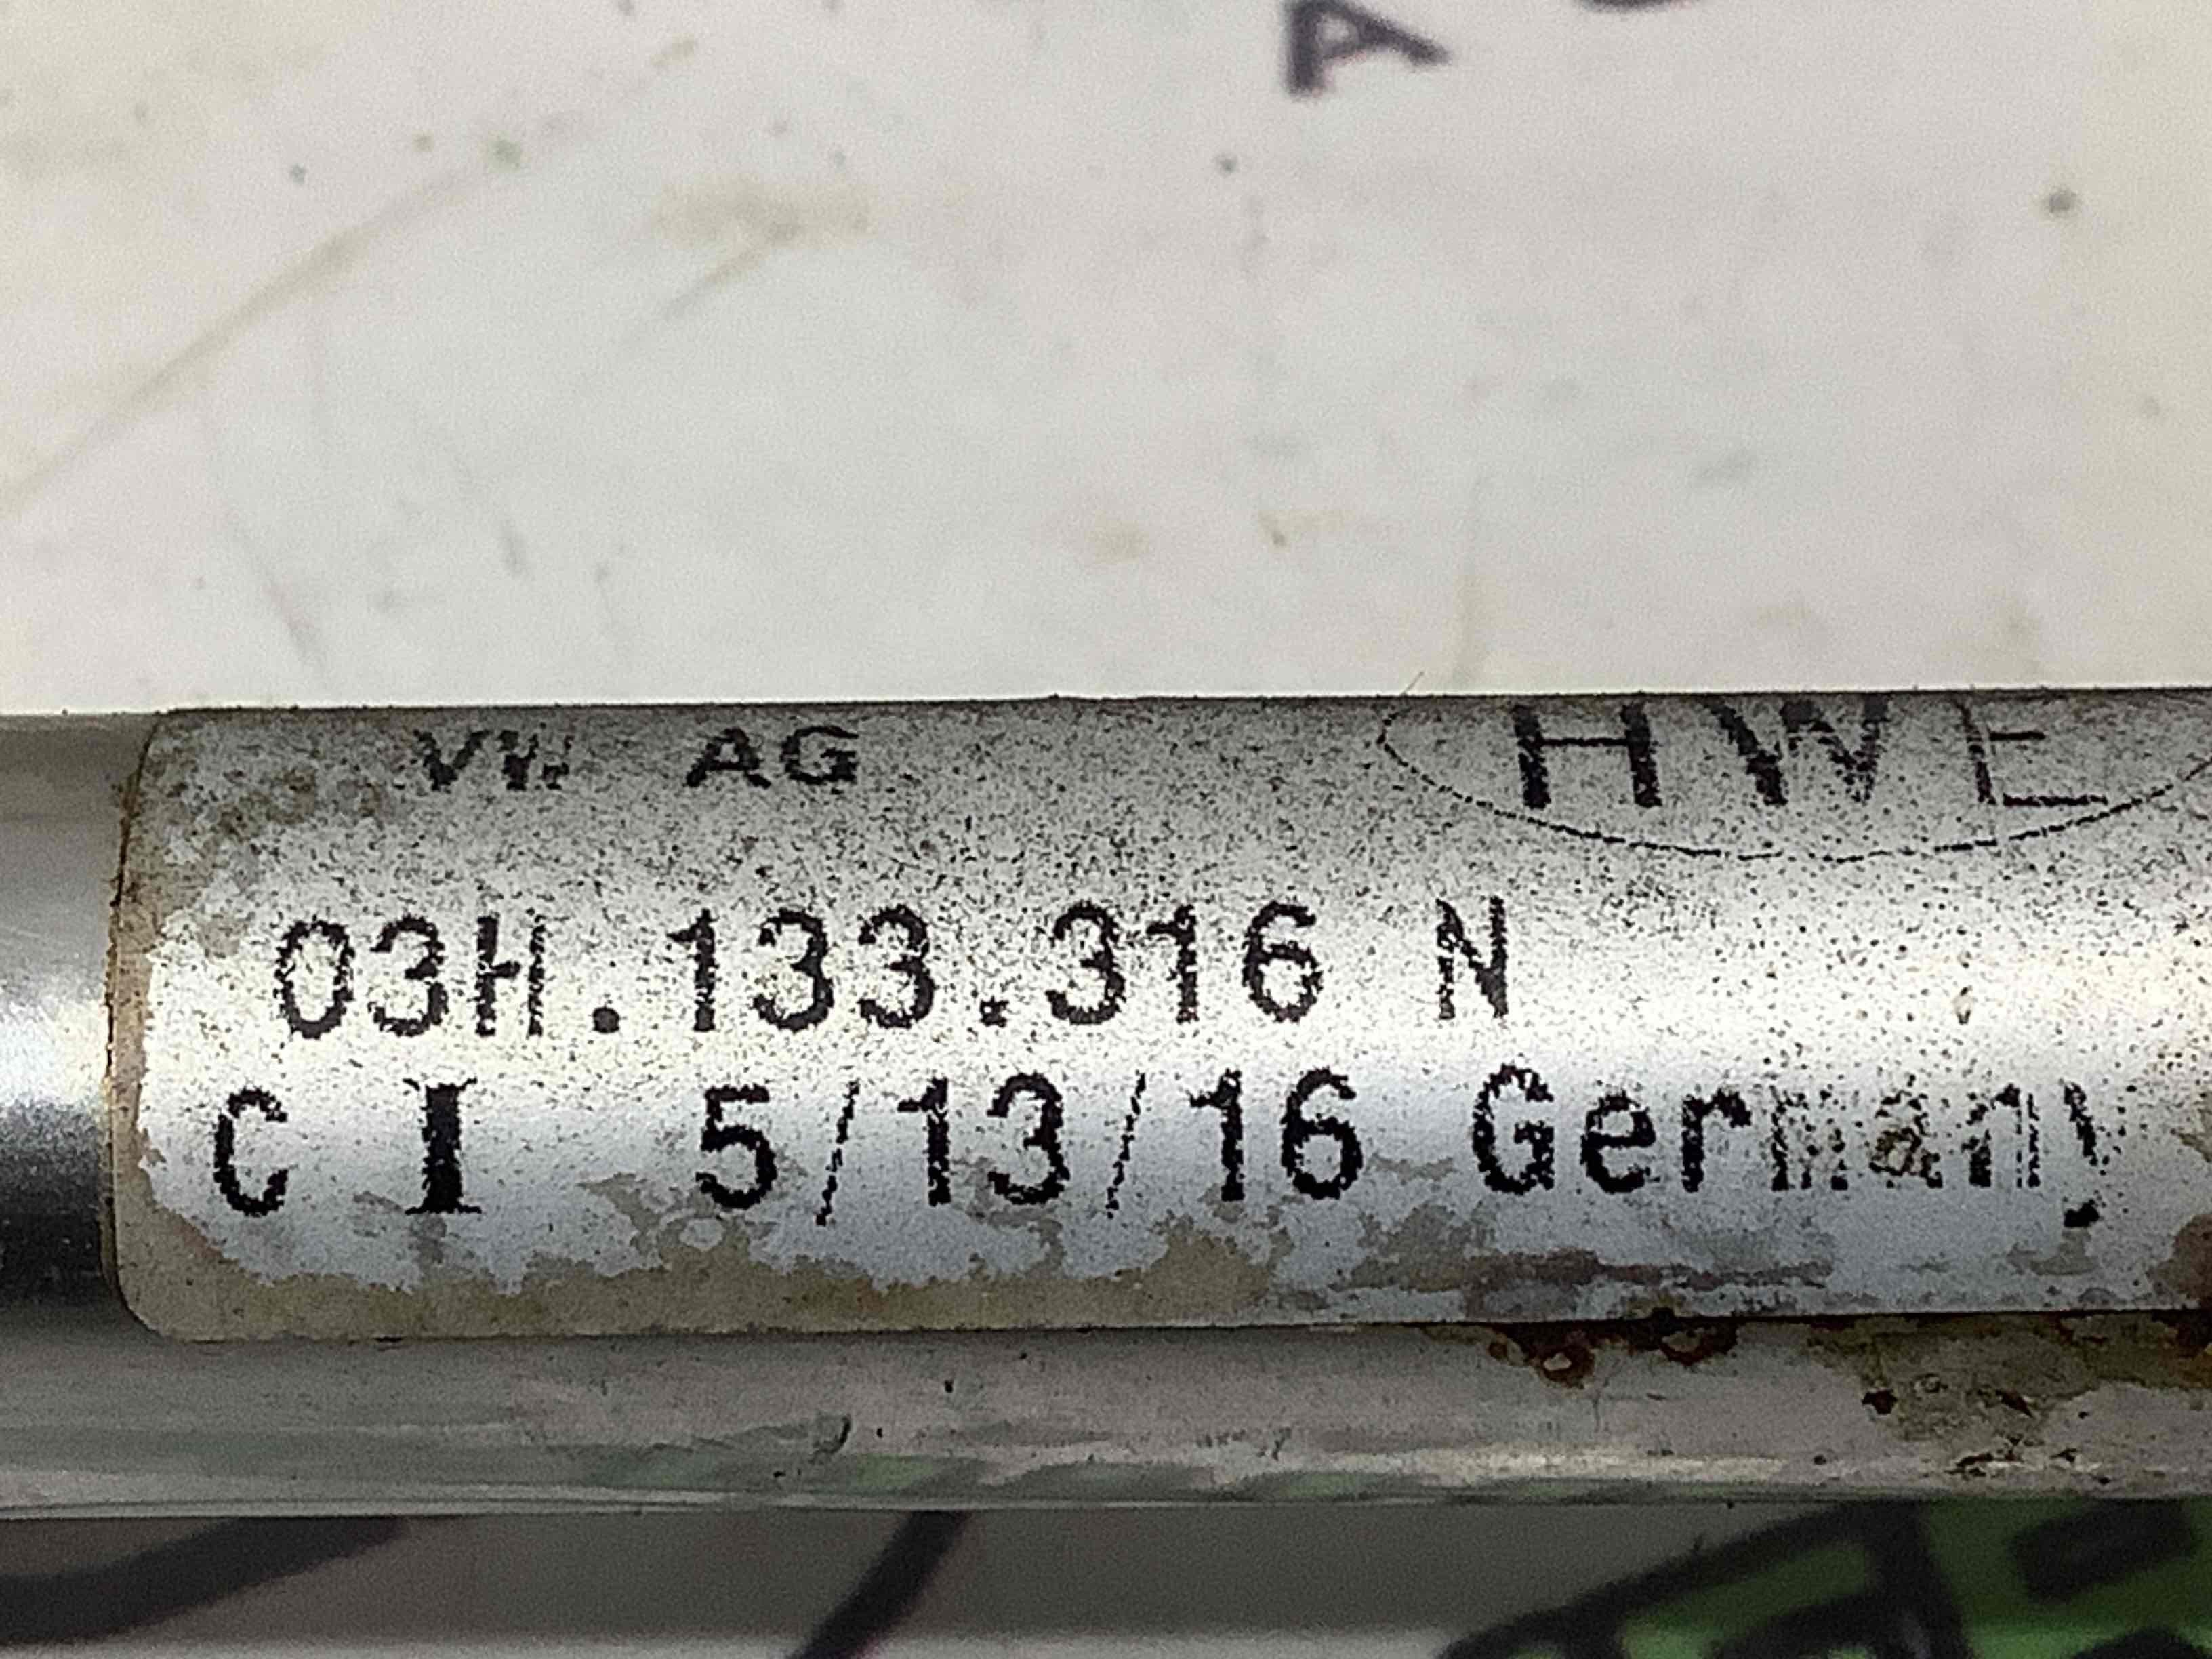 A
VW AG HWE
03H.133.316 N
C I 5/13/16 Germany